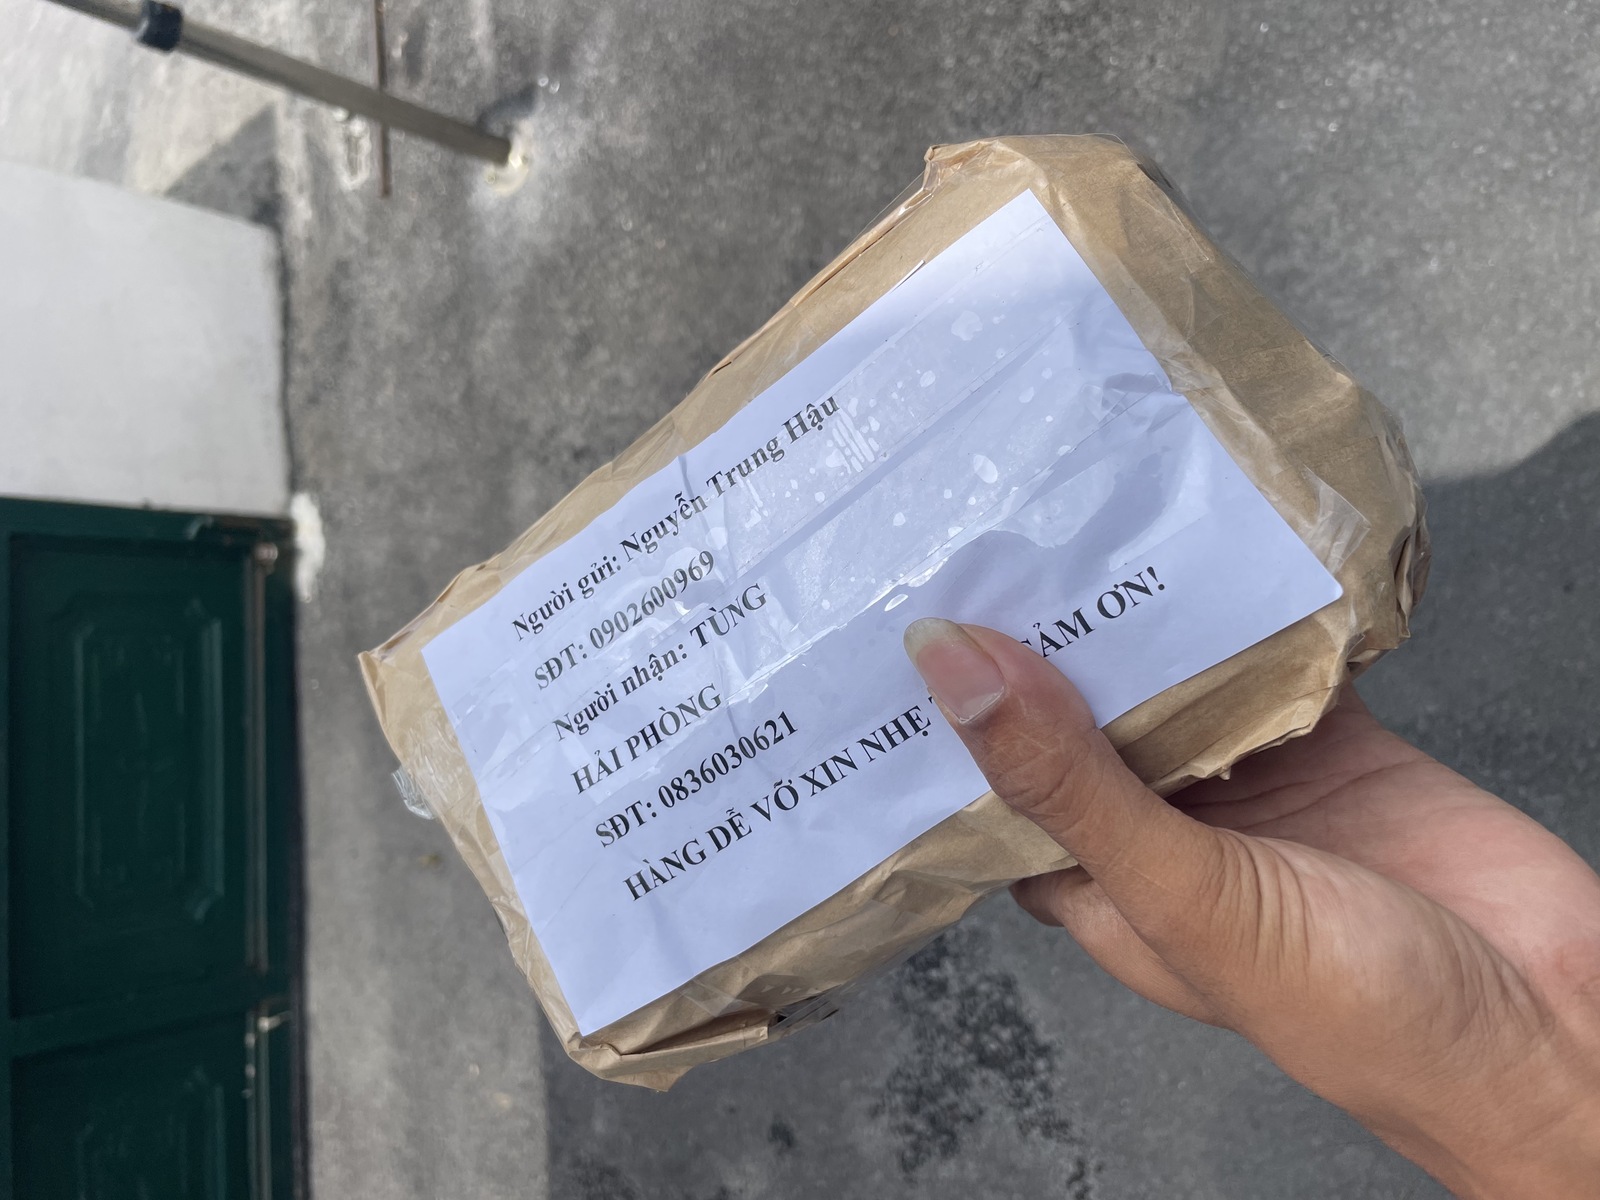 Người gửi: Nguyễn Trung Hậu
SĐT: 0902600969
Người nhận: TÙNG
HẢI PHÒNG
SĐT: 0836030621
HÀNG DỄ VỠ XIN NHẸ CẢM ƠN!